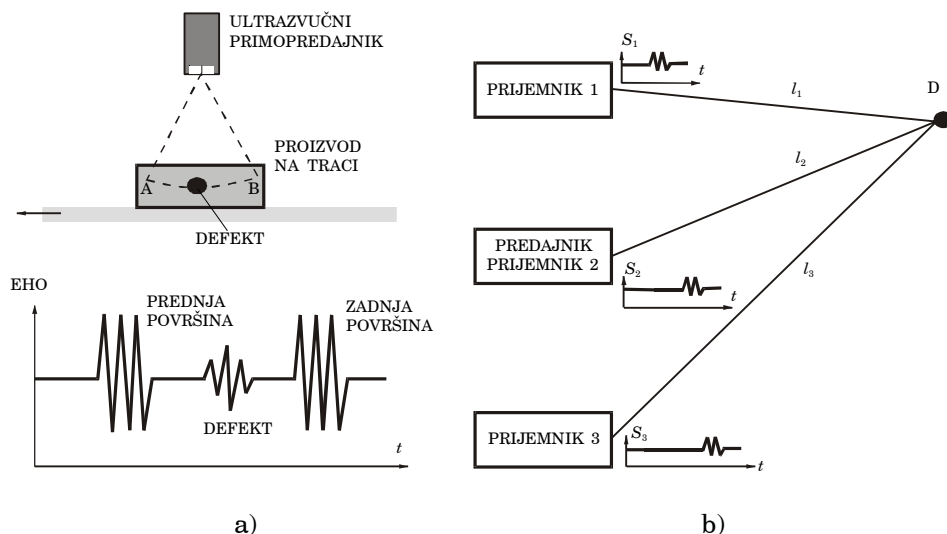 ULTRAZVUČNI
PRIMOPREDAJNIK
PROIZVOD
NA TRACI
A
B
DEFEKT
EHO
PREDNJA
POVRŠINA
ZADNJA
POVRŠINA
DEFEKT
t
a)
S1
t
PRIJEMNIK 1
l1
D
l2
PREDAJNIK
PRIJEMNIK 2
l3
S2
t
PRIJEMNIK 3
S3
t
b)